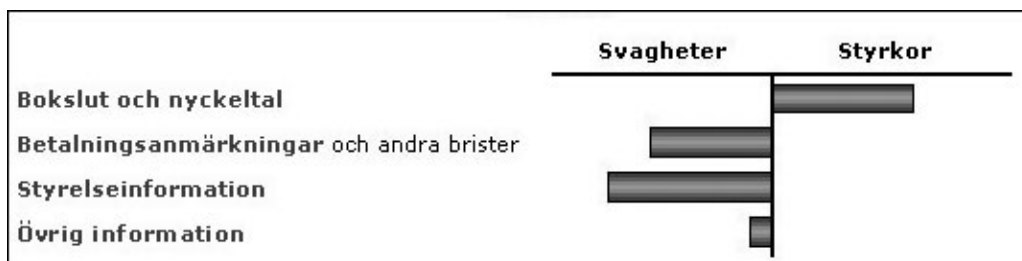 Svagheter Styrkor
Bokslut och nyckeltal
Betalningsanmärkningar och andra brister
Styrelseinformation
Övrig information